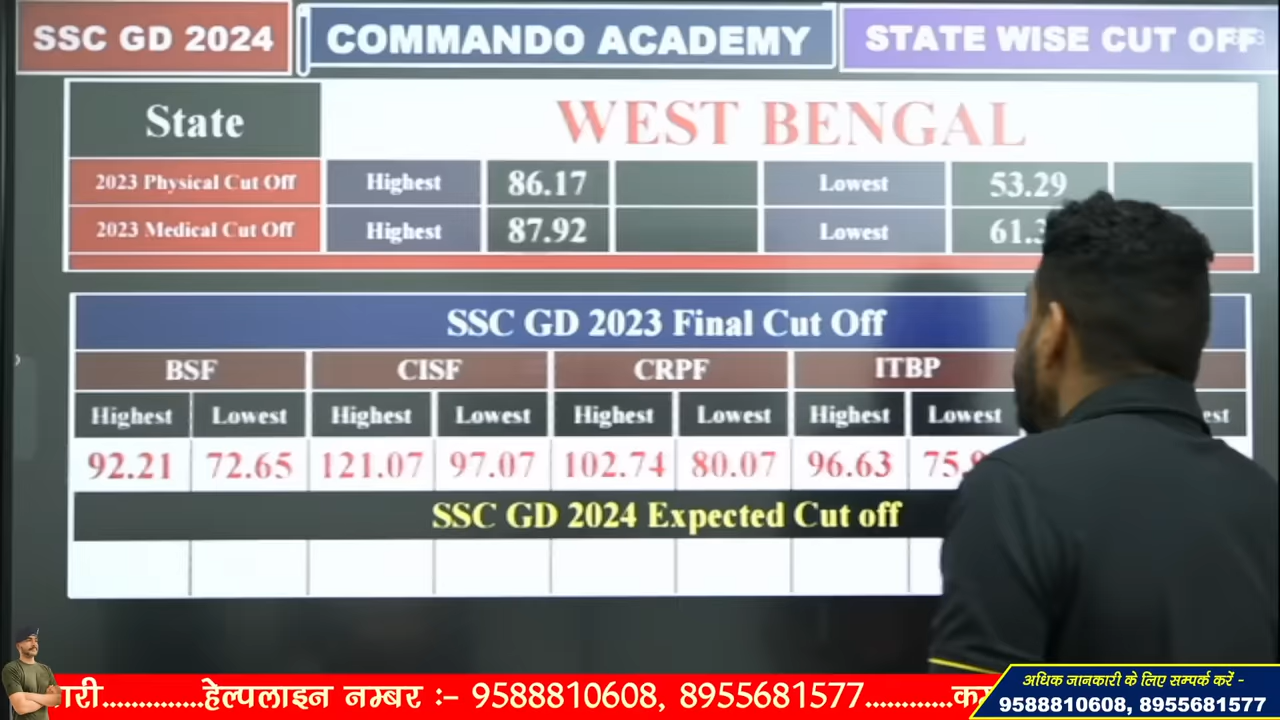 SSC GD 2024 COMMANDO ACADEMY STATE WISE CUT OFF
State WEST BENGAL
2023 Physical Cut Off Highest 86.17 Lowest 53.29
2023 Medical Cut Off Highest 87.92 Lowest
SSC GD 2023 Final Cut Off
BSF CISF CRPF ITBP
Highest Lowest Highest Lowest Highest Lowest Highest Lowest
92.21 72.65 121.07 97.07 102.74 80.07 96.63
SSC GD 2024 Expected Cut off
हेल्पलाइन नम्बर :- 9588810608, 8955681577
अधिक जानकारी के लिए सम्पर्क करें -
9588810608, 8955681577